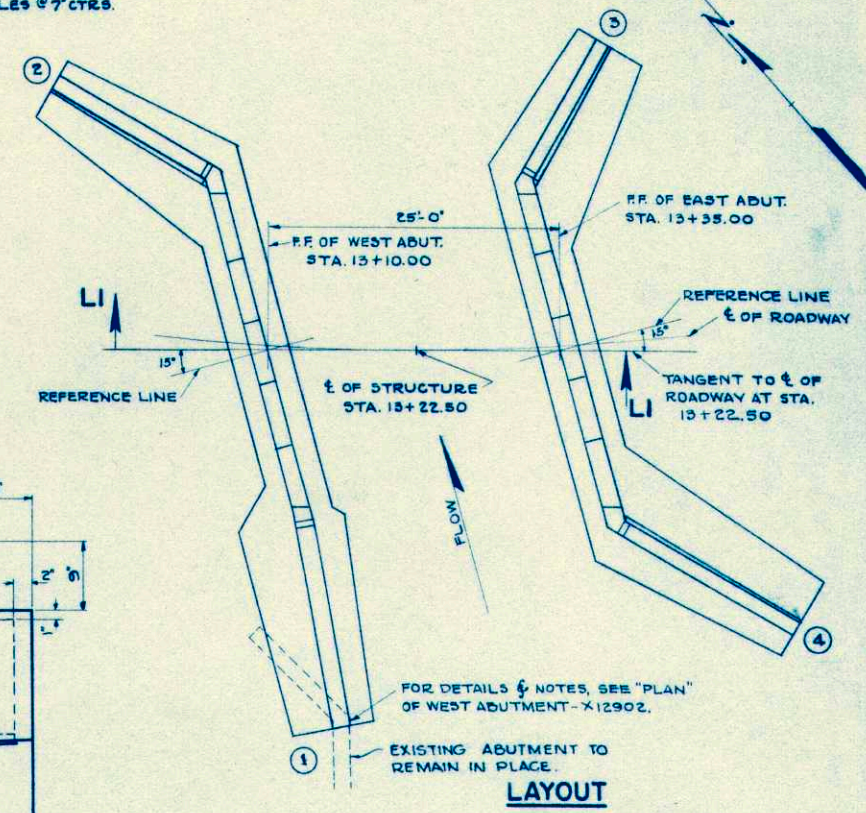 LES @ 7" CTRS.
2
3
N.
25'-0"
F.F. OF EAST ABUT.
STA. 13+35.00
F.F. OF WEST ABUT.
STA. 13+10.00
L1
REFERENCE LINE
℄ OF ROADWAY
15°
15°
REFERENCE LINE
℄ OF STRUCTURE
STA. 13+22.50
TANGENT TO ℄ OF
ROADWAY AT STA.
13+22.50
L1
FLOW
2"
9"
1"
4
FOR DETAILS & NOTES, SEE "PLAN"
OF WEST ABUTMENT-X12902.
1
EXISTING ABUTMENT TO
REMAIN IN PLACE.
LAYOUT